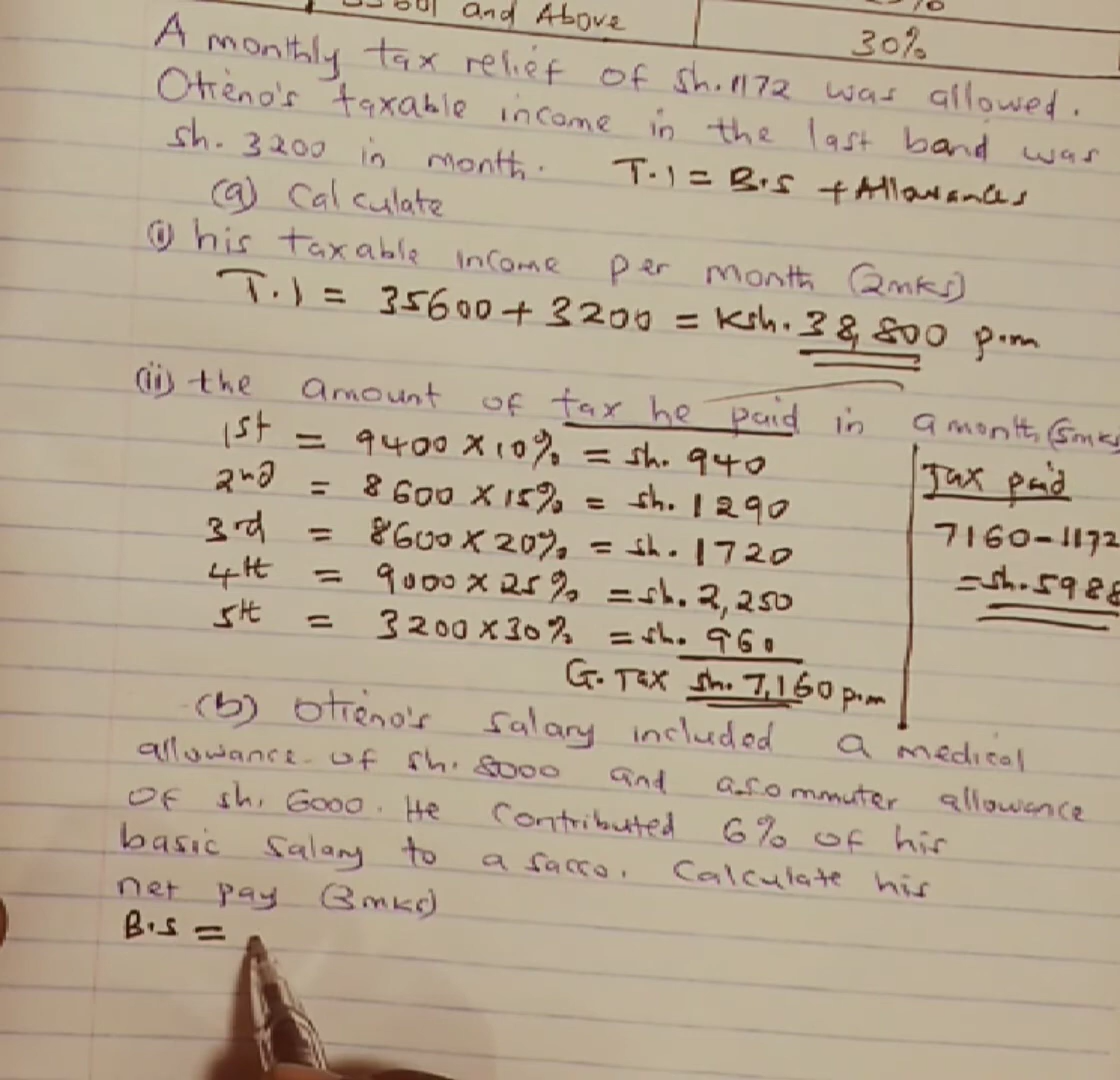 and Above
30%
A monthly tax relief of sh.1172 was allowed.
Otieno's taxable income in the last band was
sh. 3200 in month. T.I = B.S + Allowances
(a) Calculate
(i) his taxable income per month (2mks)
T.I = 35600 + 3200 = Ksh. 38,800 p.m
(ii) the amount of tax he paid in a month (5mks
1st = 9400 x 10% = sh. 940
2nd = 8600 x 15% = sh. 1290
3rd = 8600 x 20% = sh. 1720
4th = 9000 x 25% = sh. 2,250
5th = 3200 x 30% = sh. 960
G. Tax sh. 7,160 p.m
Tax paid
7160 - 1172
= sh. 5988
(b) Otieno's salary included a medical
allowance of sh. 8000 and a commuter allowance
of sh. 6000. He contributed 6% of his
basic salary to a sacco. Calculate his
net pay (3mks)
B.S =